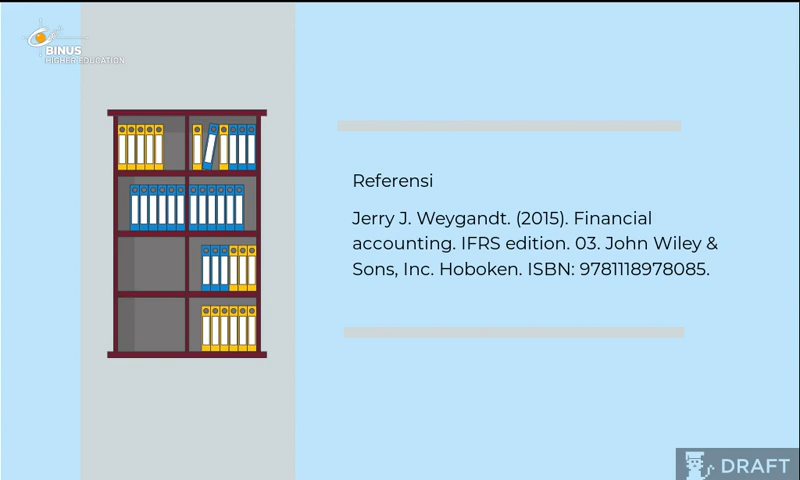 BINUS
HIGHER EDUCATION
Referensi
Jerry J. Weygandt. (2015). Financial
accounting. IFRS edition. 03. John Wiley &
Sons, Inc. Hoboken. ISBN: 9781118978085.
DRAFT